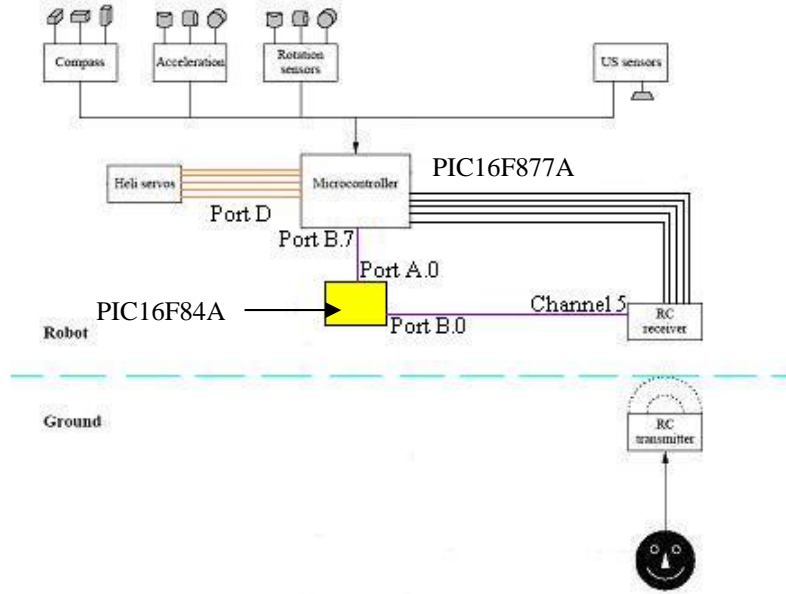 Compass
Acceleration
Rotation
sensors
US sensors
Heli servos
Microcontroller
PIC16F877A
Port D
Port B.7
Port A.0
PIC16F84A
Port B.0
Channel 5
RC
receiver
Robot
Ground
RC
transmitter